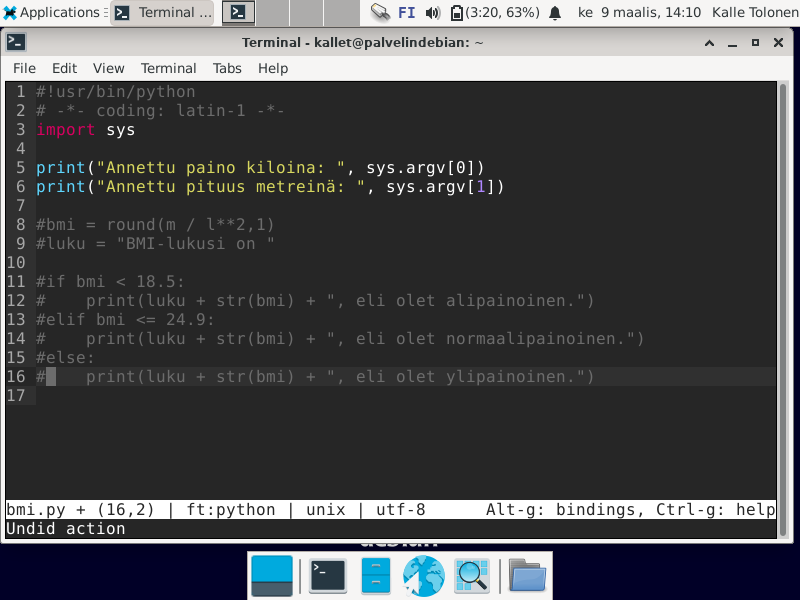 Applications Terminal ... FI (3:20, 63%) ke 9 maalis, 14:10 Kalle Tolonen
Terminal - kallet@palvelindebian: ~
File Edit View Terminal Tabs Help
1 #!usr/bin/python
2 # -*- coding: latin-1 -*-
3 import sys
4
5 print("Annettu paino kiloina: ", sys.argv[0])
6 print("Annettu pituus metreinä: ", sys.argv[1])
7
8 #bmi = round(m / l**2,1)
9 #luku = "BMI-lukusi on "
10
11 #if bmi < 18.5:
12 #    print(luku + str(bmi) + ", eli olet alipainoinen.")
13 #elif bmi <= 24.9:
14 #    print(luku + str(bmi) + ", eli olet normaalipainoinen.")
15 #else:
16 #    print(luku + str(bmi) + ", eli olet ylipainoinen.")
17
bmi.py + (16,2) | ft:python | unix | utf-8 Alt-g: bindings, Ctrl-g: help
Undid action